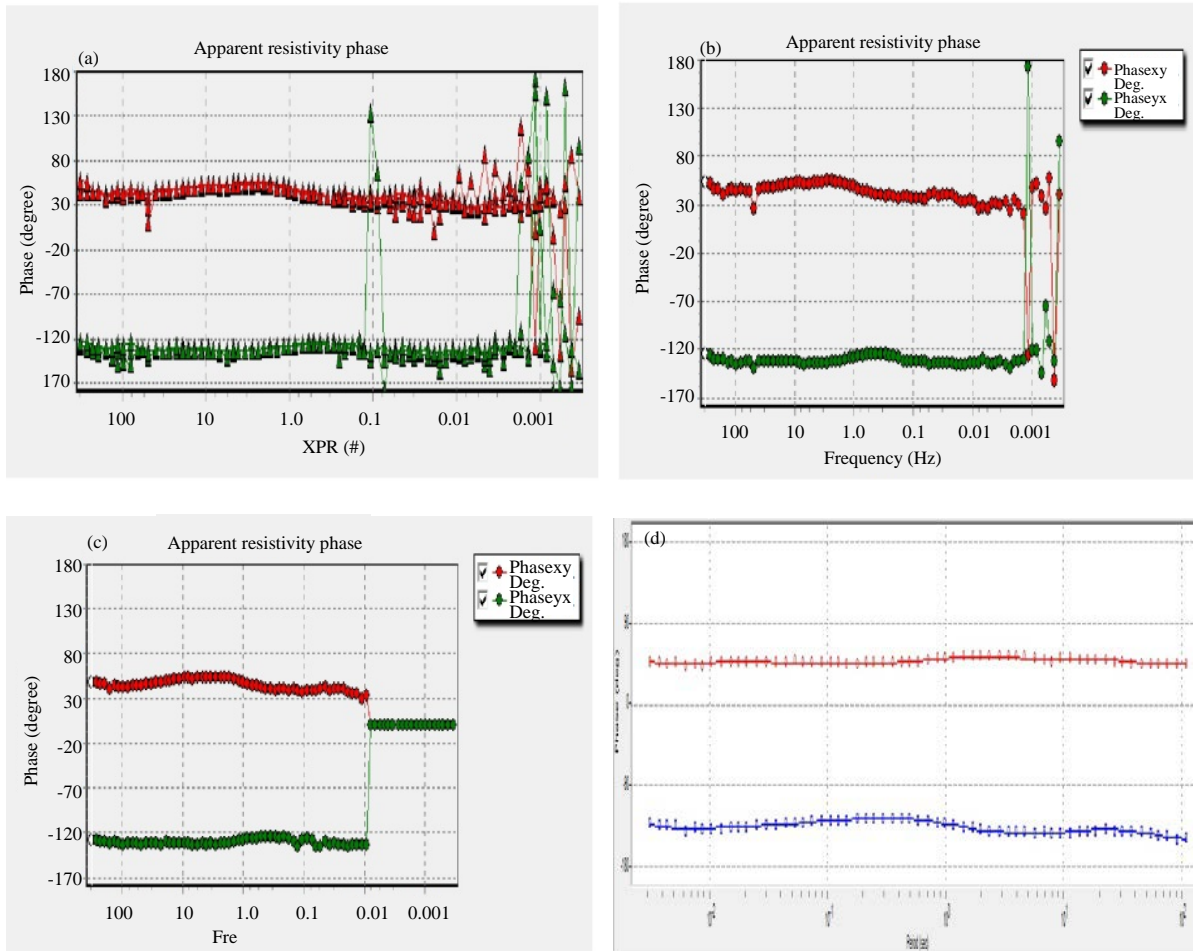 (a)
Apparent resistivity phase
180
130
80
30
-20
-70
-120
170
Phase (degree)
100
10
1.0
0.1
0.01
0.001
XPR (#)
(b)
Apparent resistivity phase
180
130
80
30
-20
-70
-120
-170
Phase (degree)
100
10
1.0
0.1
0.01
0.001
Frequency (Hz)
Phasexy
Deg.
Phaseyx
Deg.
(c)
Apparent resistivity phase
180
130
80
30
-20
-70
-120
-170
Phase (degree)
100
10
1.0
0.1
0.01
0.001
Fre
Phasexy
Deg.
Phaseyx
Deg.
(d)
Phase (deg)